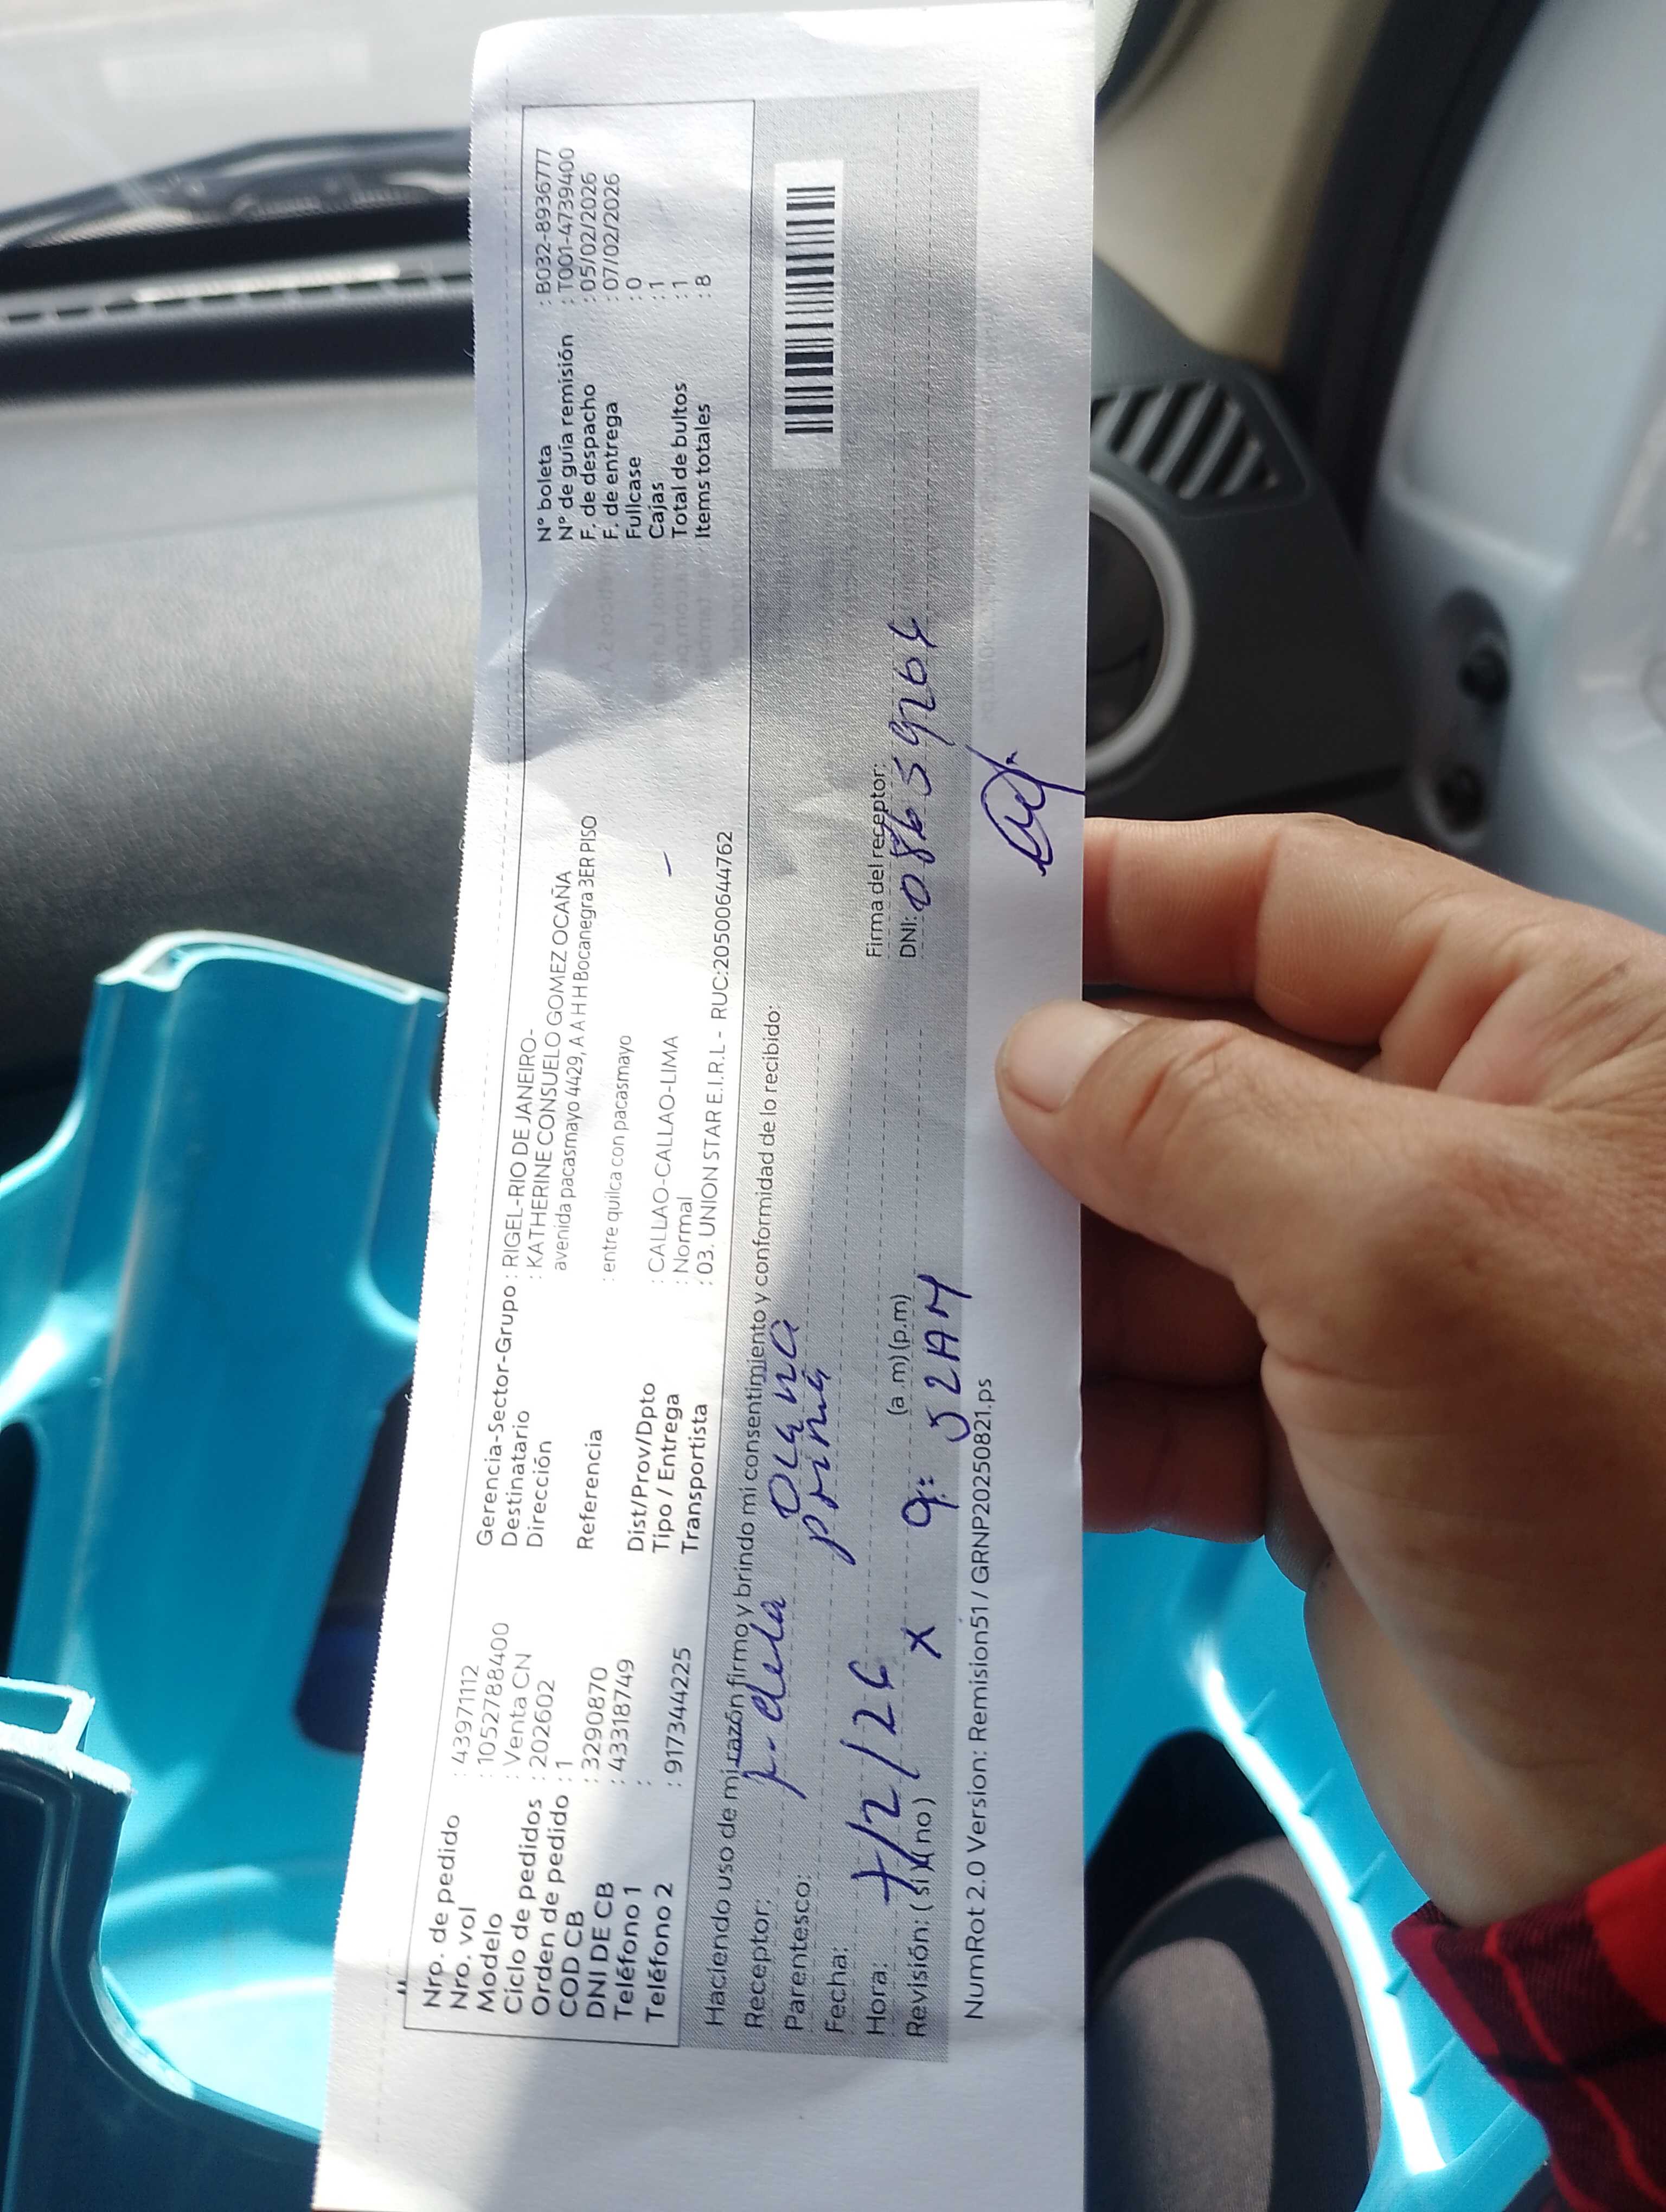 Nro. de pedido : 43971112
Nro. vol : 1052788400
Modelo : Venta CN
Ciclo de pedidos : 202602
Orden de pedido : 1
COD CB : 3290870
DNI DE CB : 43318749
Teléfono 1 :
Teléfono 2 : 917344225
Gerencia-Sector-Grupo : RIGEL-RIO DE JANEIRO-
Destinatario : KATHERINE CONSUELO GOMEZ OCAÑA
Dirección avenida pacasmayo 4429, A A H H Bocanegra 3ER PISO
Referencia : entre quilca con pacasmayo
Dist/Prov/Dpto : CALLAO-CALLAO-LIMA
Tipo / Entrega : Normal
Transportista : 03. UNION STAR E.I.R.L - RUC:20500644762
N° boleta : B032-8936777
N° de guía remisión : T001-4739400
F. de despacho : 05/02/2026
F. de entrega : 07/02/2026
Fullcase : 0
Cajas : 1
Total de bultos : 1
Items totales : 8
Haciendo uso de mi razón firmo y brindo mi consentimiento y conformidad de lo recibido:
Receptor:
Parentesco: prima
Fecha: 7/2/26
Hora: (a.m) (p.m) 9:52AM
Revisión: (si) (no) X
Firma del receptor:
DNI: 08659264
NumRot 2.0 Version: Remision51 / GRNP20250821.ps